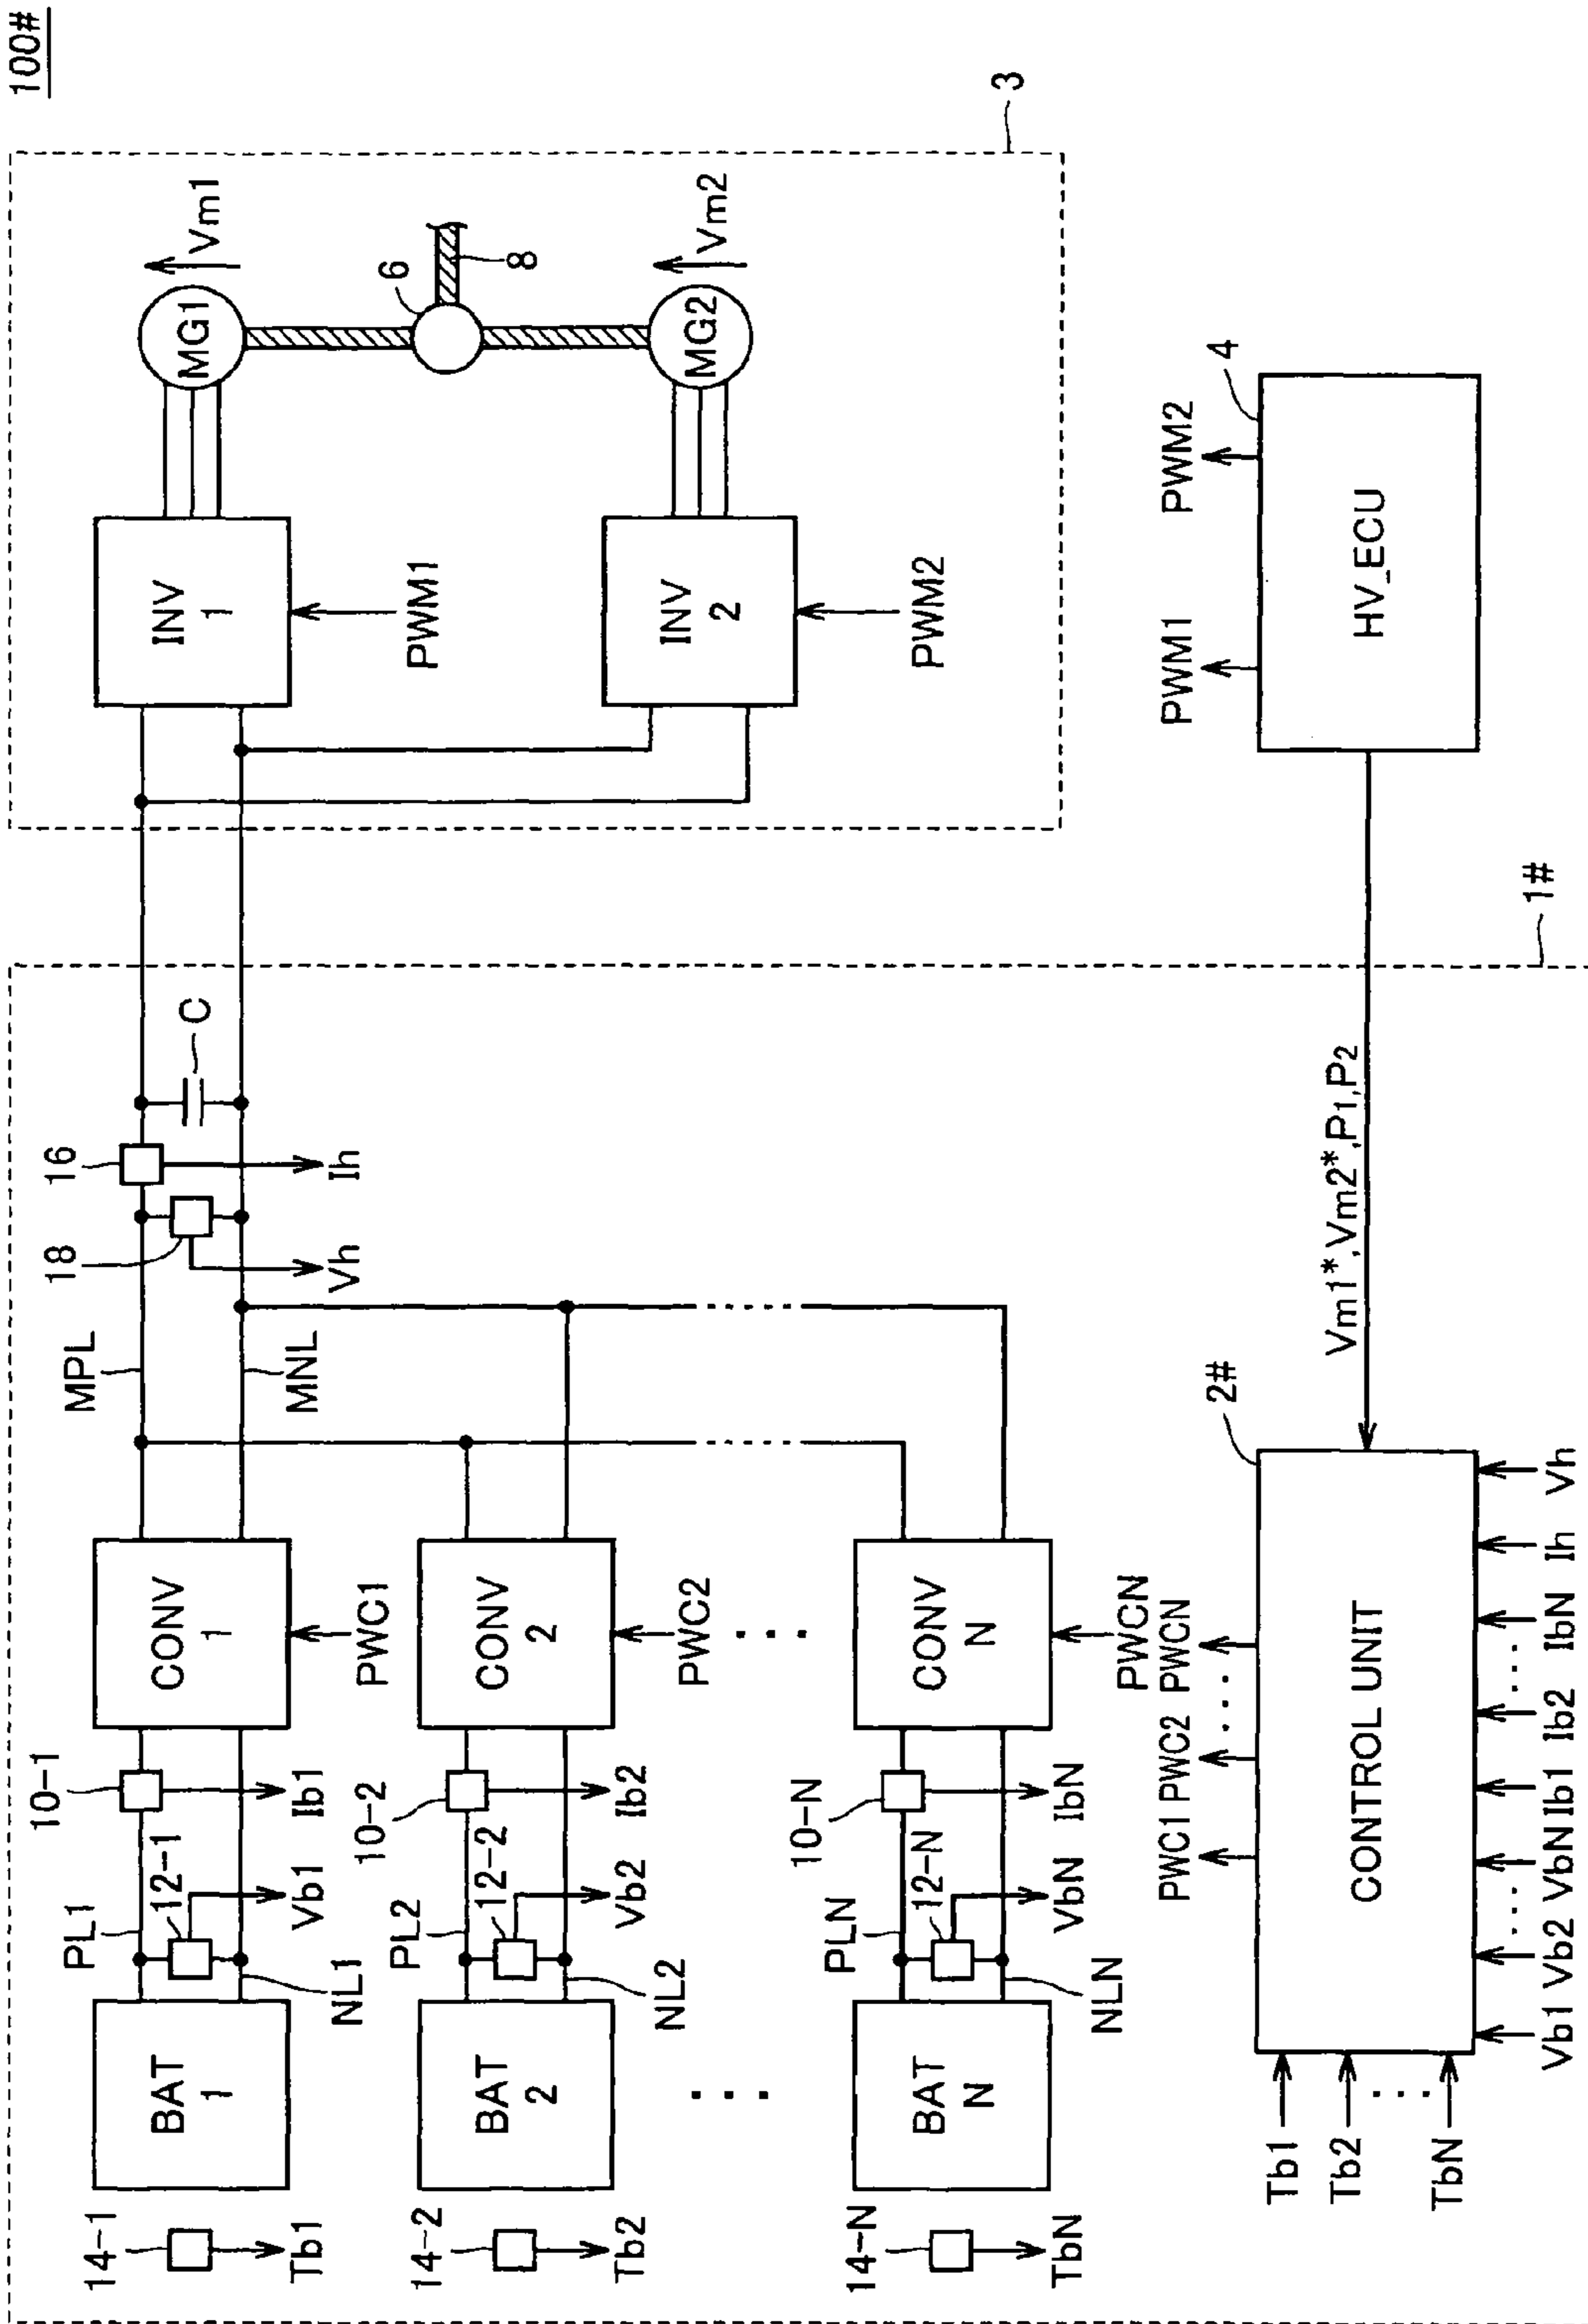 100#
14-1
Tb1
BAT 1
PL1
12-1
NL1
Vb1
10-1
Ib1
CONV 1
PWC1
MPL
MNL
18
Vh
16
Ih
C
INV 1
PWM1
MG1
Vm1
6
8
3
14-2
Tb2
BAT 2
PL2
12-2
NL2
Vb2
10-2
Ib2
CONV 2
PWC2
INV 2
PWM2
MG2
Vm2
...
...
14-N
TbN
BAT N
PLN
12-N
NLN
VbN
10-N
IbN
CONV N
PWCN
PWC1 PWC2 ... PWCN
2#
Tb1
Tb2
...
TbN
CONTROL UNIT
Vb1 Vb2 ... VbN Ib1 Ib2 ... IbN Ih Vh
Vm1*,Vm2*,P1,P2
1#
PWM1
PWM2
4
HV_ECU